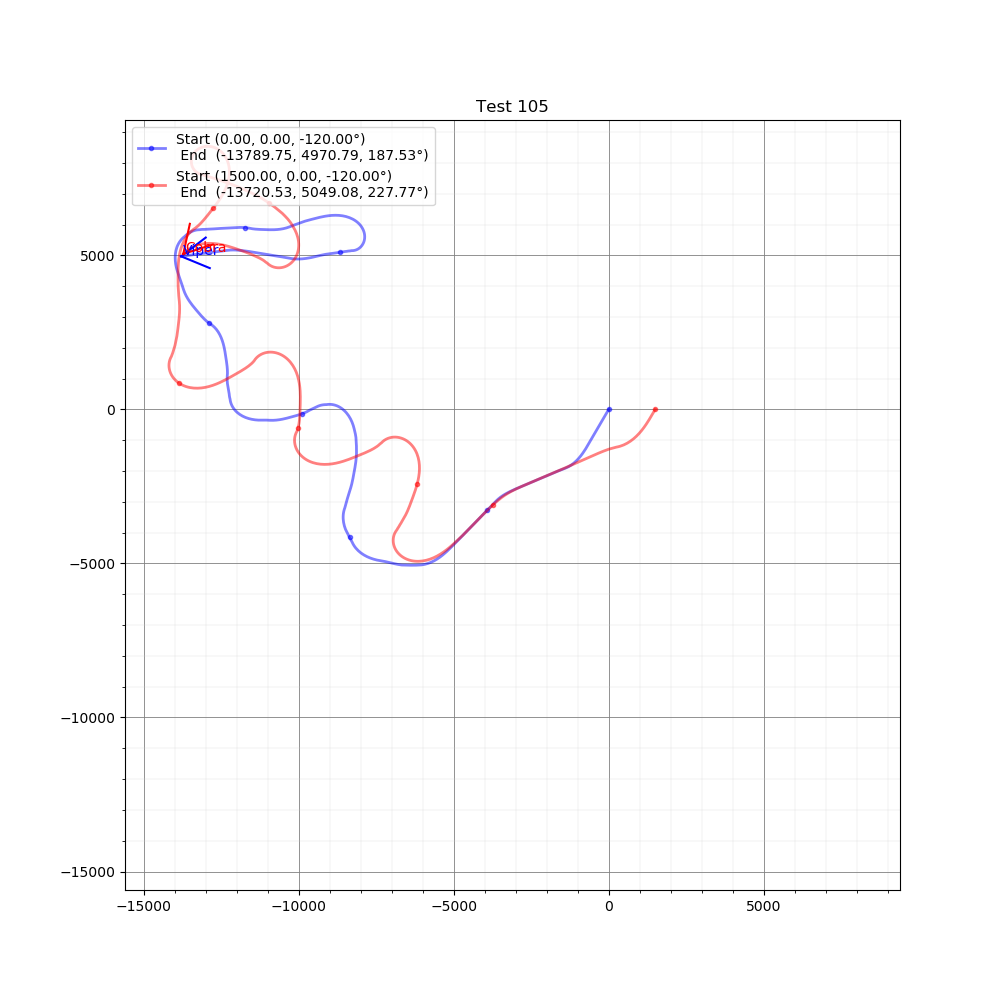 Test 105
Start (0.00, 0.00, -120.00°)
End (-13789.75, 4970.79, 187.53°)
Start (1500.00, 0.00, -120.00°)
End (-13720.53, 5049.08, 227.77°)
5000
0
−5000
−10000
−15000
−15000
−10000
−5000
0
5000